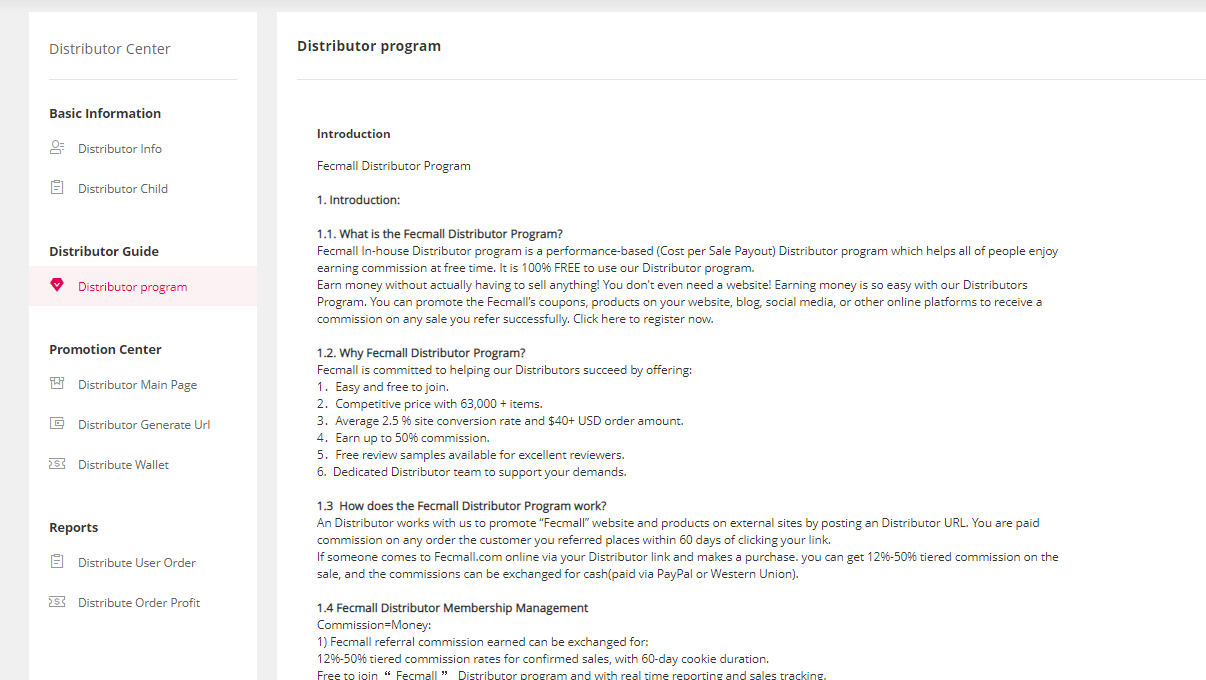 Distributor Center
Basic Information
Distributor Info
Distributor Child
Distributor Guide
Distributor program
Promotion Center
Distributor Main Page
Distributor Generate Url
Distribute Wallet
Reports
Distribute User Order
Distribute Order Profit
Distributor program
Introduction
Fecmall Distributor Program
1. Introduction:
1.1. What is the Fecmall Distributor Program?
Fecmall In-house Distributor program is a performance-based (Cost per Sale Payout) Distributor program which helps all of people enjoy
earning commission at free time. It is 100% FREE to use our Distributor program.
Earn money without actually having to sell anything! You don’t even need a website! Earning money is so easy with our Distributors
Program. You can promote the Fecmall’s coupons, products on your website, blog, social media, or other online platforms to receive a
commission on any sale you refer successfully. Click here to register now.
1.2. Why Fecmall Distributor Program?
Fecmall is committed to helping our Distributors succeed by offering:
1. Easy and free to join.
2. Competitive price with 63,000 + items.
3. Average 2.5 % site conversion rate and $40+ USD order amount.
4. Earn up to 50% commission.
5. Free review samples available for excellent reviewers.
6. Dedicated Distributor team to support your demands.
1.3 How does the Fecmall Distributor Program work?
An Distributor works with us to promote “Fecmall” website and products on external sites by posting an Distributor URL. You are paid
commission on any order the customer you referred places within 60 days of clicking your link.
If someone comes to Fecmall.com online via your Distributor link and makes a purchase. you can get 12%-50% tiered commission on the
sale, and the commissions can be exchanged for cash(paid via PayPal or Western Union).
1.4 Fecmall Distributor Membership Management
Commission=Money:
1) Fecmall referral commission earned can be exchanged for:
12%-50% tiered commission rates for confirmed sales, with 60-day cookie duration.
Free to join “ Fecmall ” Distributor program and with real time reporting and sales tracking.